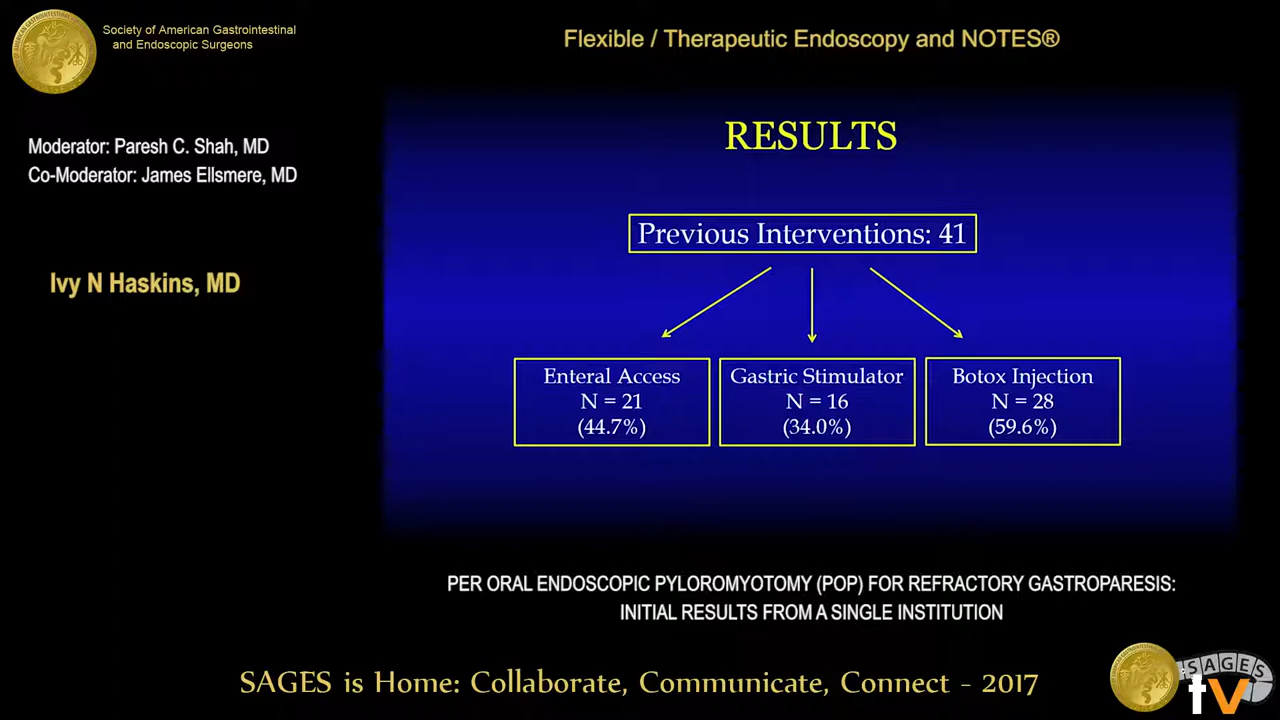 Society of American Gastrointestinal
and Endoscopic Surgeons
Flexible / Therapeutic Endoscopy and NOTES®
Moderator: Paresh C. Shah, MD
Co-Moderator: James Ellsmere, MD
Ivy N Haskins, MD
RESULTS
Previous Interventions: 41
Enteral Access
N = 21
(44.7%)
Gastric Stimulator
N = 16
(34.0%)
Botox Injection
N = 28
(59.6%)
PER ORAL ENDOSCOPIC PYLOROMYOTOMY (POP) FOR REFRACTORY GASTROPARESIS:
INITIAL RESULTS FROM A SINGLE INSTITUTION
SAGES is Home: Collaborate, Communicate, Connect - 2017
SAGES
tv